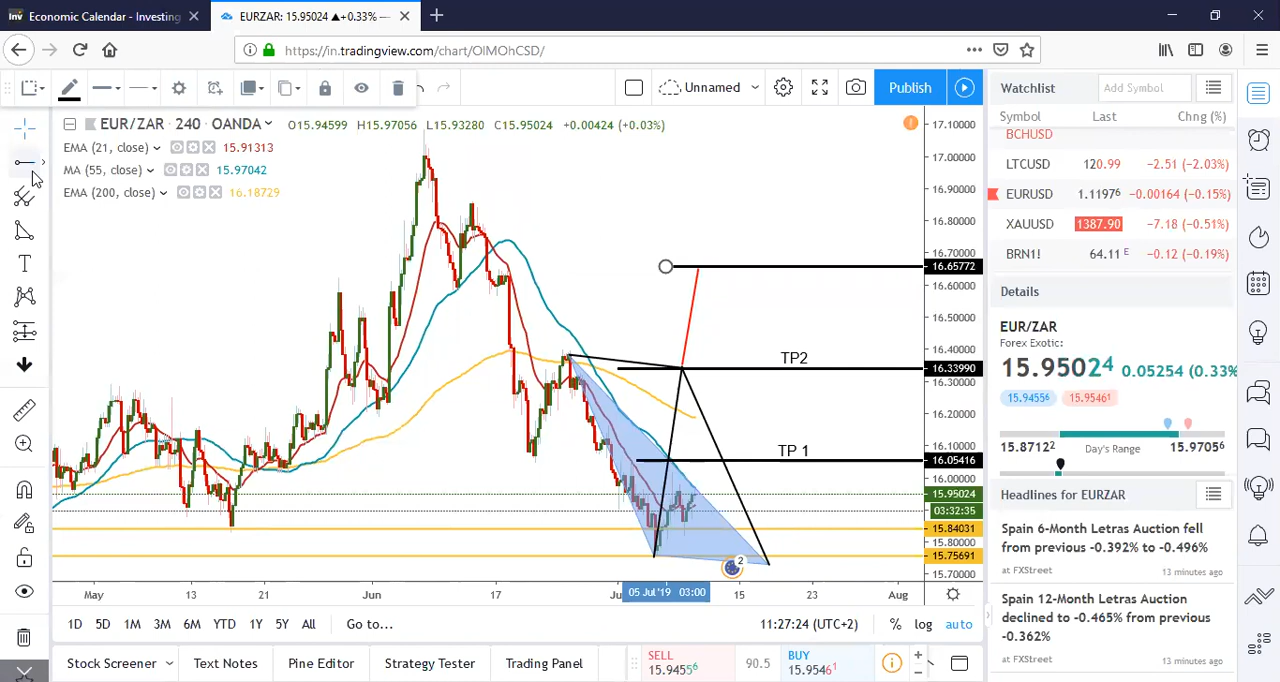 Economic Calendar - Investing
EURZAR: 15.95024 ▲+0.33% —
https://in.tradingview.com/chart/OIMOhCSD/
Unnamed
Publish
EUR/ZAR · 240 · OANDA
O15.94599 H15.97056 L15.93280 C15.95024 +0.00424 (+0.03%)
EMA (21, close) 15.91313
MA (55, close) 15.97042
EMA (200, close) 16.18729
17.10000
17.00000
16.90000
16.80000
16.70000
16.65772
16.60000
16.50000
16.40000
TP2
16.33990
16.30000
16.20000
16.10000
TP 1
16.05416
16.00000
15.95024
03:32:35
15.84031
15.80000
15.75691
15.70000
2
May 13 21 Jun 17 Ju 05 Jul '19 03:00 15 23 Aug
1D 5D 1M 3M 6M YTD 1Y 5Y All Go to... 11:27:24 (UTC+2) % log auto
Stock Screener Text Notes Pine Editor Strategy Tester Trading Panel
SELL
15.94556
90.5
BUY
15.95461
Watchlist
Add Symbol
Symbol Last Chng (%)
BCHUSD
LTCUSD 120.99 −2.51 (−2.03%)
EURUSD 1.11976 −0.00164 (−0.15%)
XAUUSD 1387.90 −7.18 (−0.51%)
BRN1! 64.11 E −0.12 (−0.19%)
Details
EUR/ZAR
Forex Exotic:
15.95024 0.05254 (0.33%
15.94556 15.95461
15.87122 Day's Range 15.97056
Headlines for EURZAR
Spain 6-Month Letras Auction fell
from previous -0.392% to -0.496%
at FXStreet 13 minutes ago
Spain 12-Month Letras Auction
declined to -0.465% from previous
-0.362%
at FXStreet 13 minutes ago